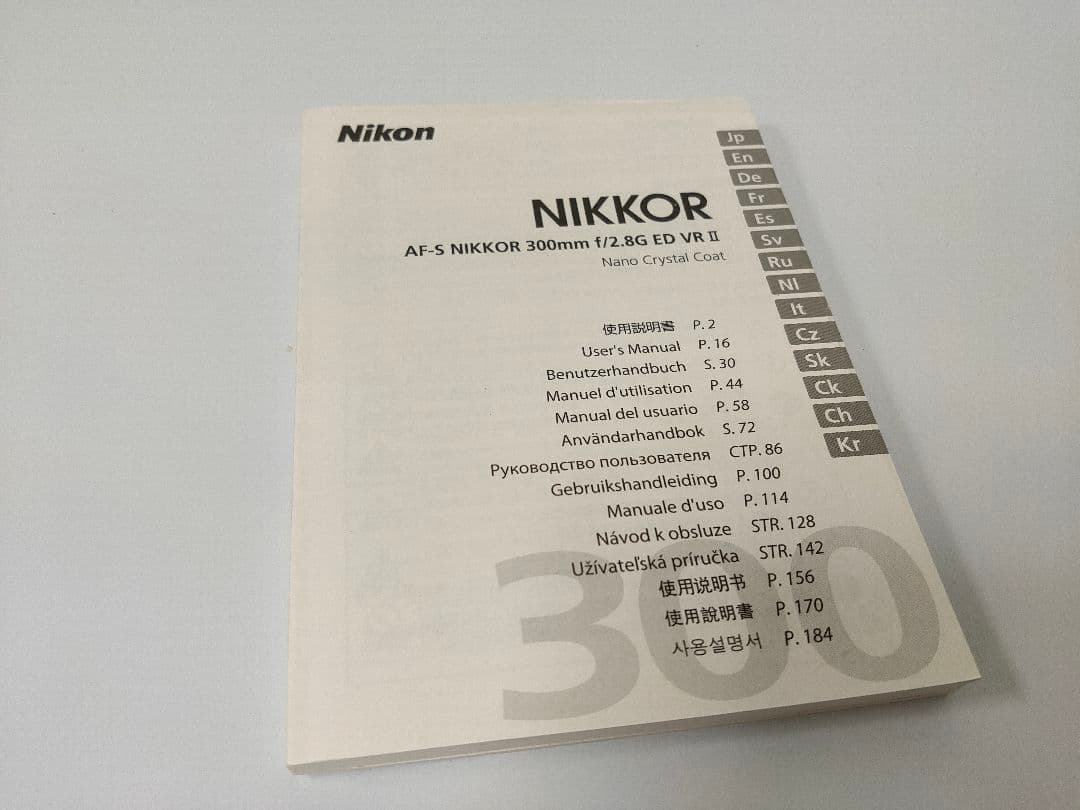 Nikon
NIKKOR
AF-S NIKKOR 300mm f/2.8G ED VR II
Nano Crystal Coat
Jp
En
De
Fr
Es
Sv
Ru
Nl
It
Cz
Sk
Ck
Ch
Kr
使用説明書 P. 2
User's Manual P. 16
Benutzerhandbuch S. 30
Manuel d'utilisation P. 44
Manual del usuario P. 58
Användarhandbok S. 72
Руководство пользователя СТР. 86
Gebruikshandleiding P. 100
Manuale d'uso P. 114
Návod k obsluze STR. 128
Užívateľská príručka STR. 142
使用说明书 P. 156
使用說明書 P. 170
사용설명서 P. 184
300